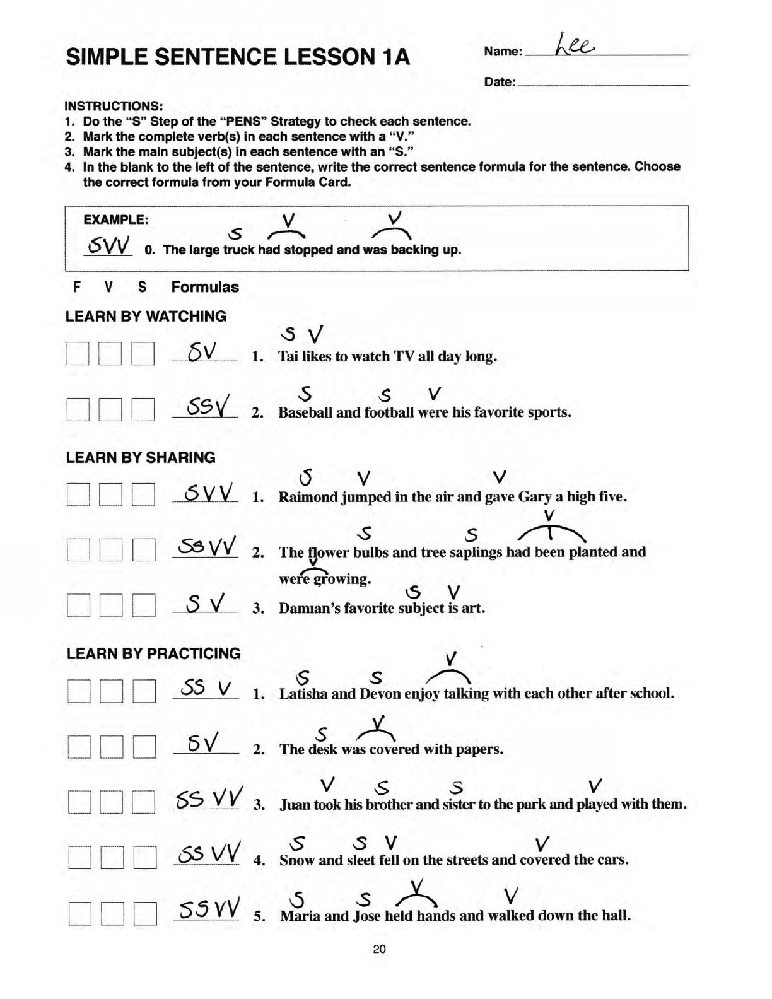 SIMPLE SENTENCE LESSON 1A
Name: Lee
Date:
INSTRUCTIONS:
1. Do the “S” Step of the “PENS” Strategy to check each sentence.
2. Mark the complete verb(s) in each sentence with a “V.”
3. Mark the main subject(s) in each sentence with an “S.”
4. In the blank to the left of the sentence, write the correct sentence formula for the sentence. Choose
the correct formula from your Formula Card.
EXAMPLE:
S V V
SVV 0. The large truck had stopped and was backing up.
F V S Formulas
LEARN BY WATCHING
S V
SV 1. Tai likes to watch TV all day long.
S S V
SSV 2. Baseball and football were his favorite sports.
LEARN BY SHARING
S V V
SVV 1. Raimond jumped in the air and gave Gary a high five.
S S V
SSVV 2. The flower bulbs and tree saplings had been planted and
V
were growing.
S V
S V 3. Damian’s favorite subject is art.
LEARN BY PRACTICING
S S V
SS V 1. Latisha and Devon enjoy talking with each other after school.
S V
SV 2. The desk was covered with papers.
V S S V
SS VV 3. Juan took his brother and sister to the park and played with them.
S S V V
SS VV 4. Snow and sleet fell on the streets and covered the cars.
S S V V
SSVV 5. Maria and Jose held hands and walked down the hall.
20